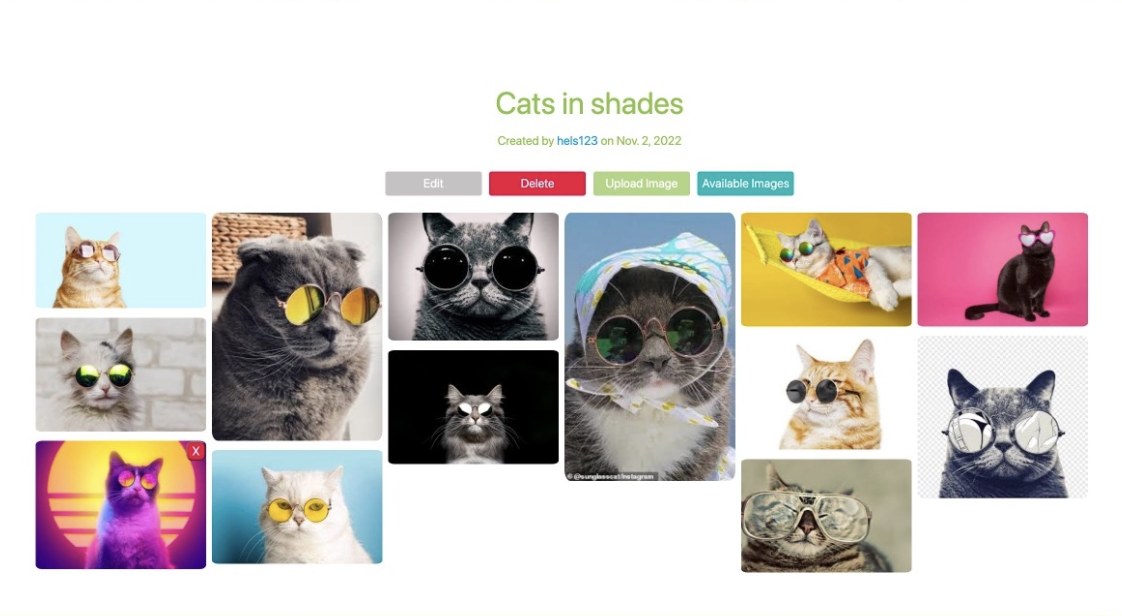 Cats in shades
Created by hels123 on Nov. 2, 2022
Edit
Delete
Upload Image
Available Images
X
© @sunglasscat/Instagram